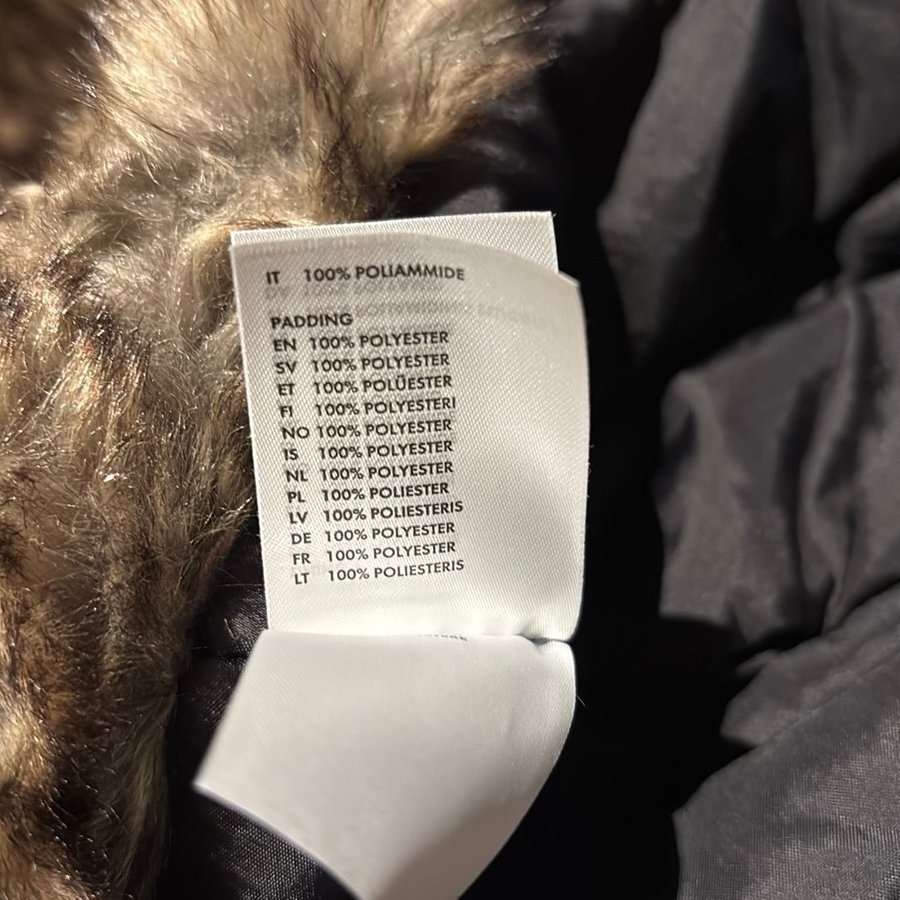 IT 100% POLIAMMIDE
PADDING
EN 100% POLYESTER
SV 100% POLYESTER
ET 100% POLÜESTER
FI 100% POLYESTERI
NO 100% POLYESTER
IS 100% POLYESTER
NL 100% POLYESTER
PL 100% POLIESTER
LV 100% POLIESTERIS
DE 100% POLYESTER
FR 100% POLYESTER
LT 100% POLIESTERIS